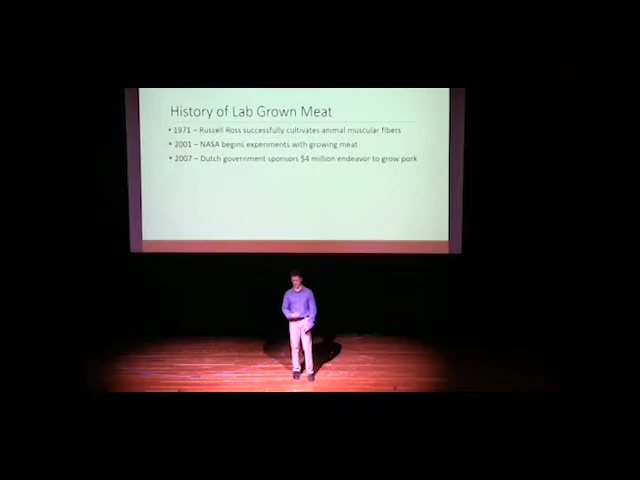 History of Lab Grown Meat
• 1971 – Russell Ross successfully cultivates animal muscular fibers
• 2001 – NASA begins experiments with growing meat
• 2007 – Dutch government sponsors $4 million endeavor to grow pork